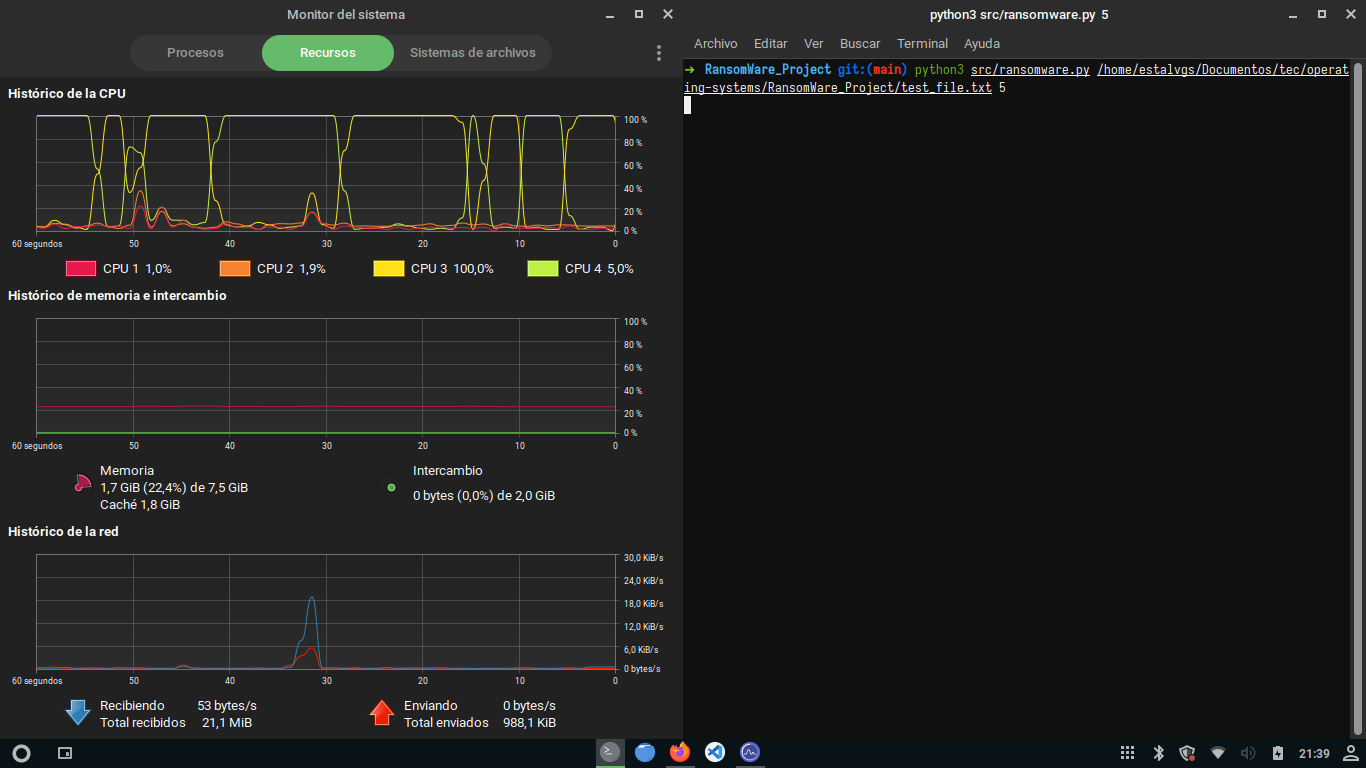 Monitor del sistema
Procesos
Recursos
Sistemas de archivos
Histórico de la CPU
100 %
80 %
60 %
40 %
20 %
0 %
60 segundos 50 40 30 20 10 0
CPU 1 1,0% CPU 2 1,9% CPU 3 100,0% CPU 4 5,0%
Histórico de memoria e intercambio
100 %
80 %
60 %
40 %
20 %
0 %
60 segundos 50 40 30 20 10 0
Memoria
1,7 GiB (22,4%) de 7,5 GiB
Caché 1,8 GiB
Intercambio
0 bytes (0,0%) de 2,0 GiB
Histórico de la red
30,0 KiB/s
24,0 KiB/s
18,0 KiB/s
12,0 KiB/s
6,0 KiB/s
0 bytes/s
60 segundos 50 40 30 20 10 0
Recibiendo 53 bytes/s
Total recibidos 21,1 MiB
Enviando 0 bytes/s
Total enviados 988,1 KiB
python3 src/ransomware.py 5
Archivo Editar Ver Buscar Terminal Ayuda
➜ RansomWare_Project git:(main) python3 src/ransomware.py /home/estalvgs/Documentos/tec/operat
ing-systems/RansomWare_Project/test_file.txt 5
21:39